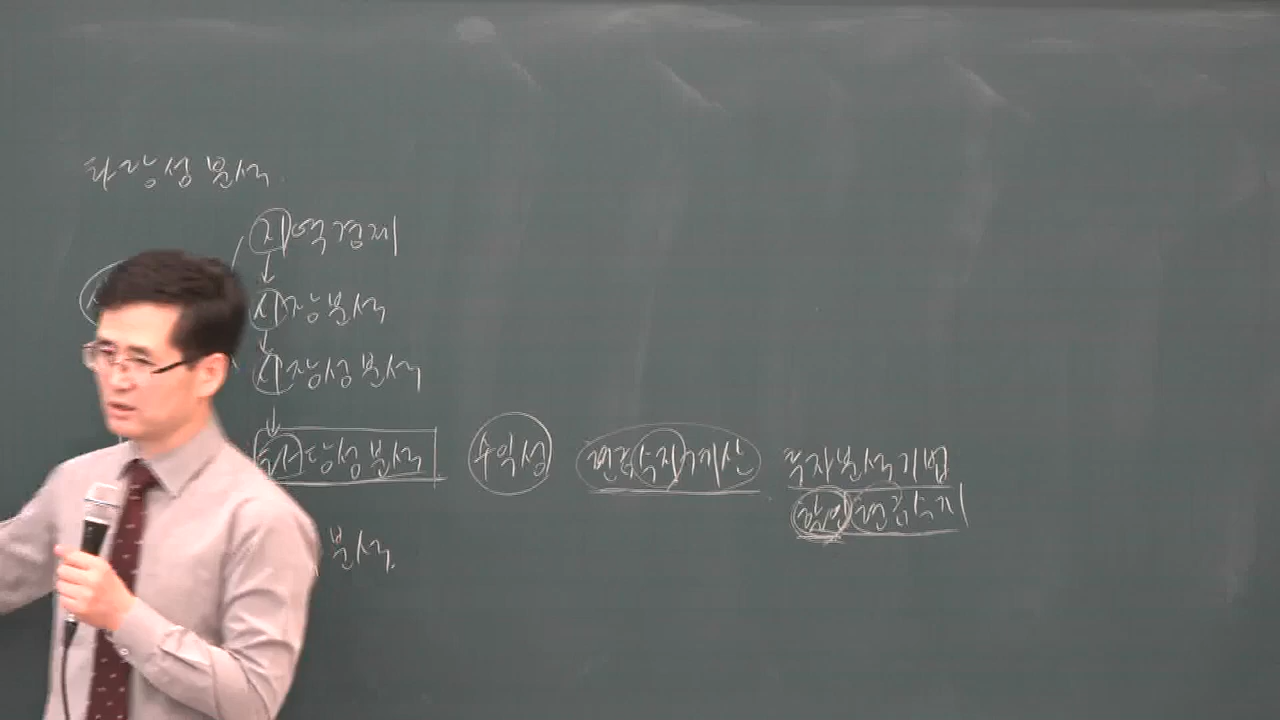 타당성 분석
지역경제
시장분석
시장성 분석
타당성 분석 수익성 현금수지계산 투자분석기법
할인 현금수지
분석